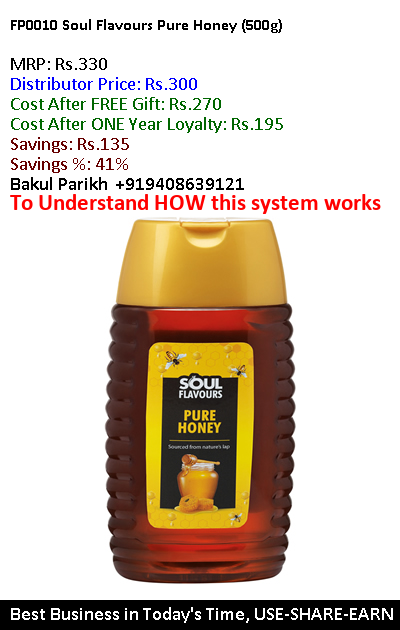 FP0010 Soul Flavours Pure Honey (500g)
MRP: Rs.330
Distributor Price: Rs.300
Cost After FREE Gift: Rs.270
Cost After ONE Year Loyalty: Rs.195
Savings: Rs.135
Savings %: 41%
Bakul Parikh +919408639121
To Understand HOW this system works
SOUL
FLAVOURS
PURE
HONEY
Sourced from nature's lap
Best Business in Today's Time, USE-SHARE-EARN